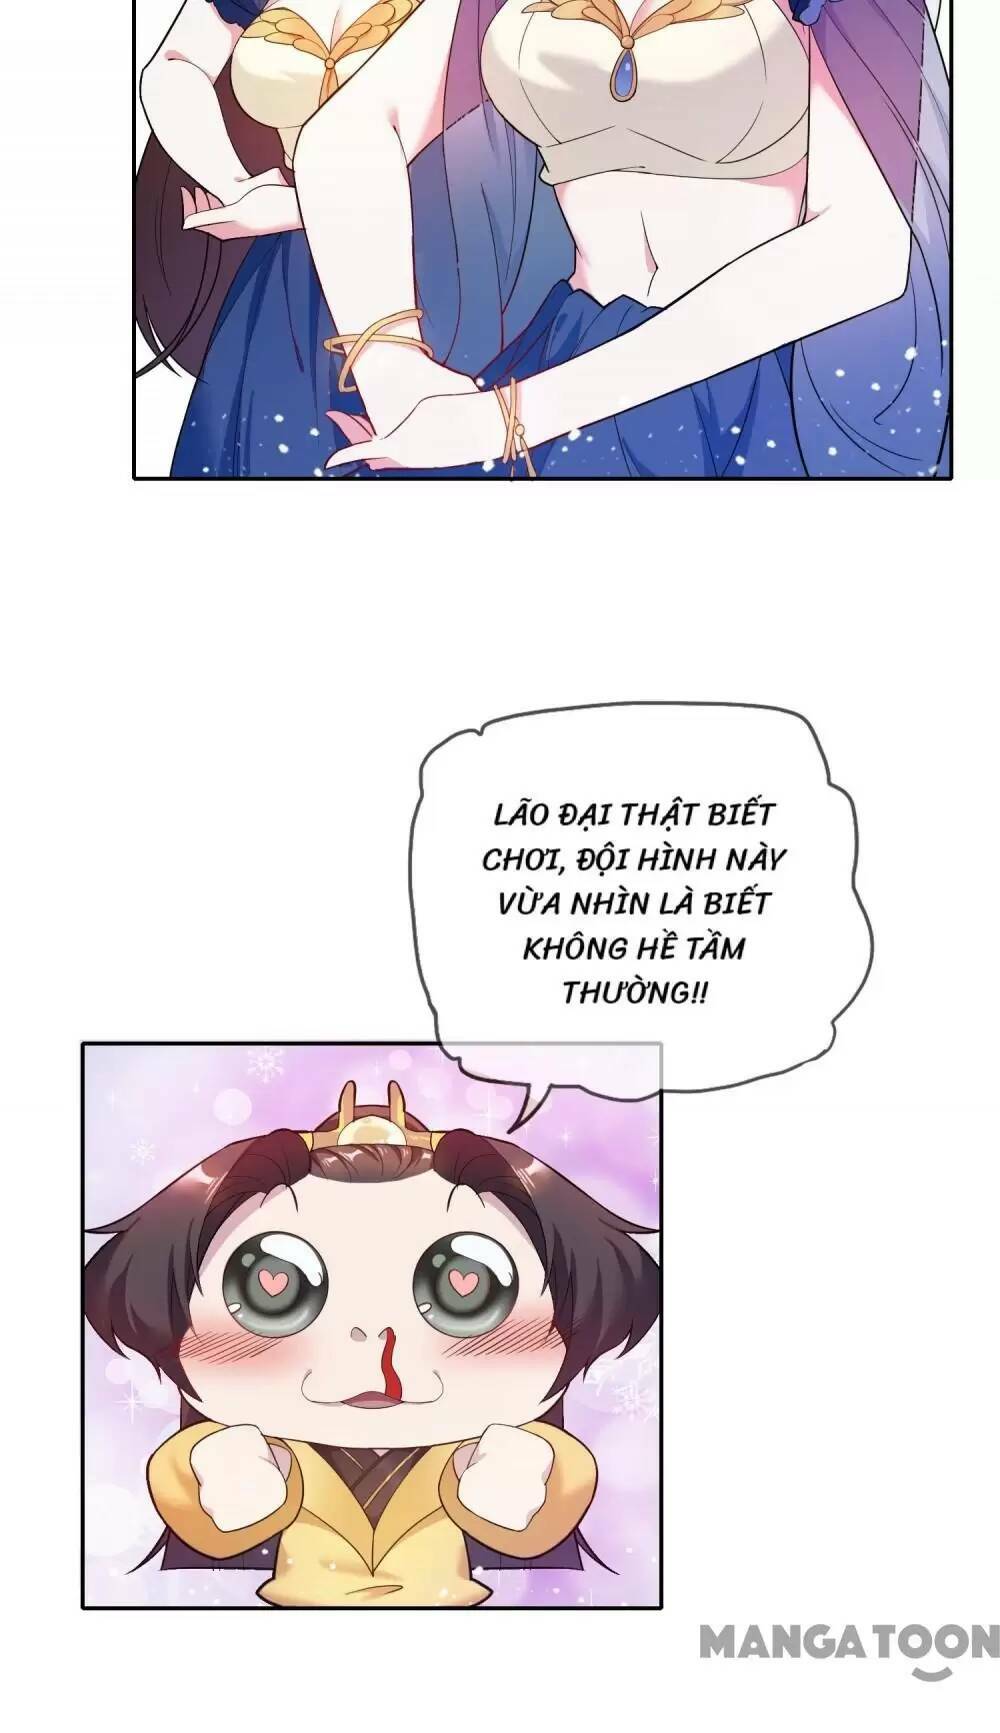 LÃO ĐẠI THẬT BIẾT
CHƠI, ĐỘI HÌNH NÀY
VỪA NHÌN LÀ BIẾT
KHÔNG HỀ TẦM
THƯỜNG!!
MANGATOON